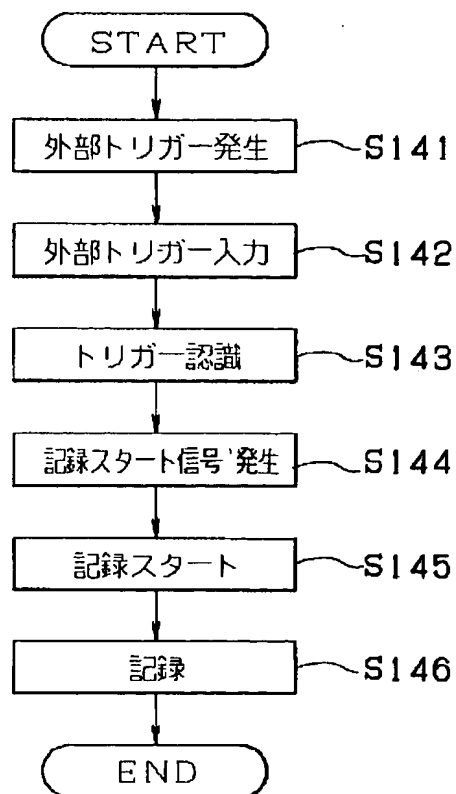 START
外部トリガー発生 S141
外部トリガー入力 S142
トリガー認識 S143
記録スタート信号発生 S144
記録スタート S145
記録 S146
END